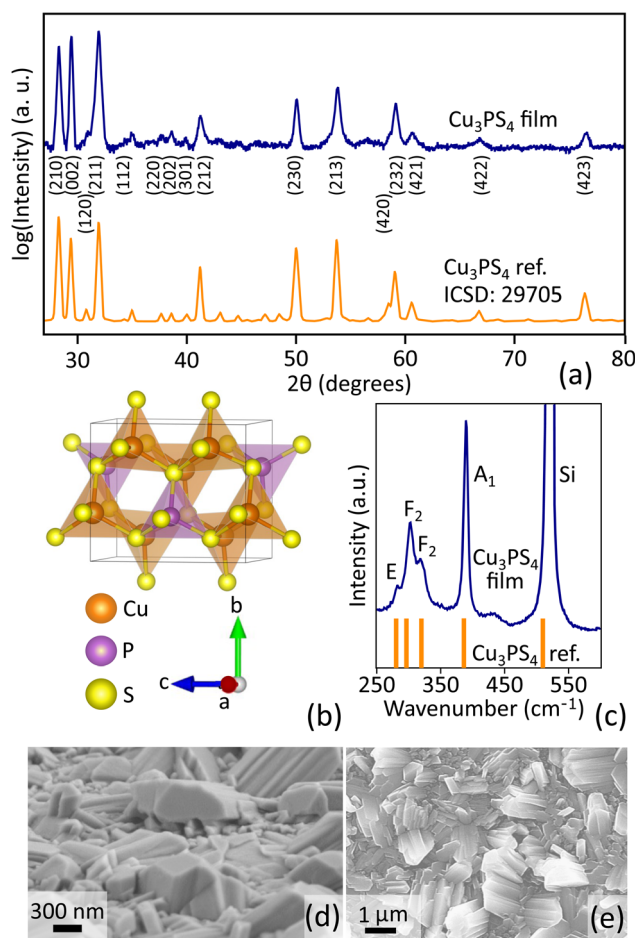 log(Intensity) (a. u.)
Cu₃PS₄ film
(210)
(002)
(120)
(211)
(112)
(220)
(202)
(301)
(212)
(230)
(213)
(420)
(232)
(421)
(422)
(423)
Cu₃PS₄ ref.
ICSD: 29705
30 40 50 60 70 80
2θ (degrees)
(a)
Cu
P
S
b
c
a
(b)
Intensity (a.u.)
A₁
Si
F₂
F₂
E
Cu₃PS₄
film
Cu₃PS₄ ref.
250 350 450 550
Wavenumber (cm⁻¹)
(c)
300 nm
(d)
1 μm
(e)